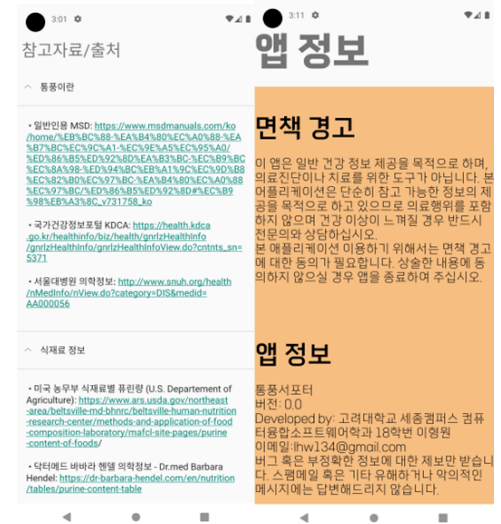 3:01
참고자료/출처
통풍이란
• 일반인용 MSD: https://www.msdmanuals.com/ko
/home/%EB%BC%88-%EA%B4%80%EC%A0%88-%EA
%B7%BC%EC%9C%A1-%EC%9E%A5%EC%95%A0/
%ED%86%B5%ED%92%8D%EA%B3%BC-%EC%B9%BC
%EC%8A%98-%ED%94%BC%EB%A1%9C%EC%9D%B8
%EC%82%B0%EC%97%BC-%EA%B4%80%EC%A0%88
%EC%97%BC/%ED%86%B5%ED%92%8D#%EC%B9
%98%EB%A3%8C_v731758_ko
• 국가건강정보포털 KDCA: https://health.kdca
.go.kr/healthinfo/biz/health/gnrlzHealthInfo
/gnrlzHealthInfo/gnrlzHealthInfoView.do?cntnts_sn=
5371
• 서울대병원 의학정보: http://www.snuh.org/health
/nMedInfo/nView.do?category=DIS&medid=
AA000056
식재료 정보
• 미국 농무부 식재료별 퓨린량 (U.S. Departement of
Agriculture): https://www.ars.usda.gov/northeast
-area/beltsville-md-bhnrc/beltsville-human-nutrition
-research-center/methods-and-application-of-food
-composition-laboratory/mafcl-site-pages/purine
-content-of-foods/
• 닥터메드 바바라 헨델 의학정보 - Dr.med Barbara
Hendel: https://dr-barbara-hendel.com/en/nutrition
/tables/purine-content-table
3:11
앱 정보
면책 경고
이 앱은 일반 건강 정보 제공을 목적으로 하며,
의료진단이나 치료를 위한 도구가 아닙니다. 본
어플리케이션은 단순히 참고 가능한 정보의 제
공을 목적으로 하고 있으므로 의료행위를 포함
하지 않으며 건강 이상이 느껴질 경우 반드시
전문의와 상담하십시오.
본 애플리케이션 이용하기 위해서는 면책 경고
에 대한 동의가 필요합니다. 상술한 내용에 동
의하지 않으실 경우 앱을 종료하여 주십시오.
앱 정보
통풍서포터
버전: 0.0
Developed by: 고려대학교 세종캠퍼스 컴퓨
터융합소프트웨어학과 18학번 이형원
이메일:lhw134@gmail.com
버그 혹은 부정확한 정보에 대한 제보만 받습니
다. 스팸메일 혹은 기타 유해하거나 악의적인
메시지에는 답변해드리지 않습니다.